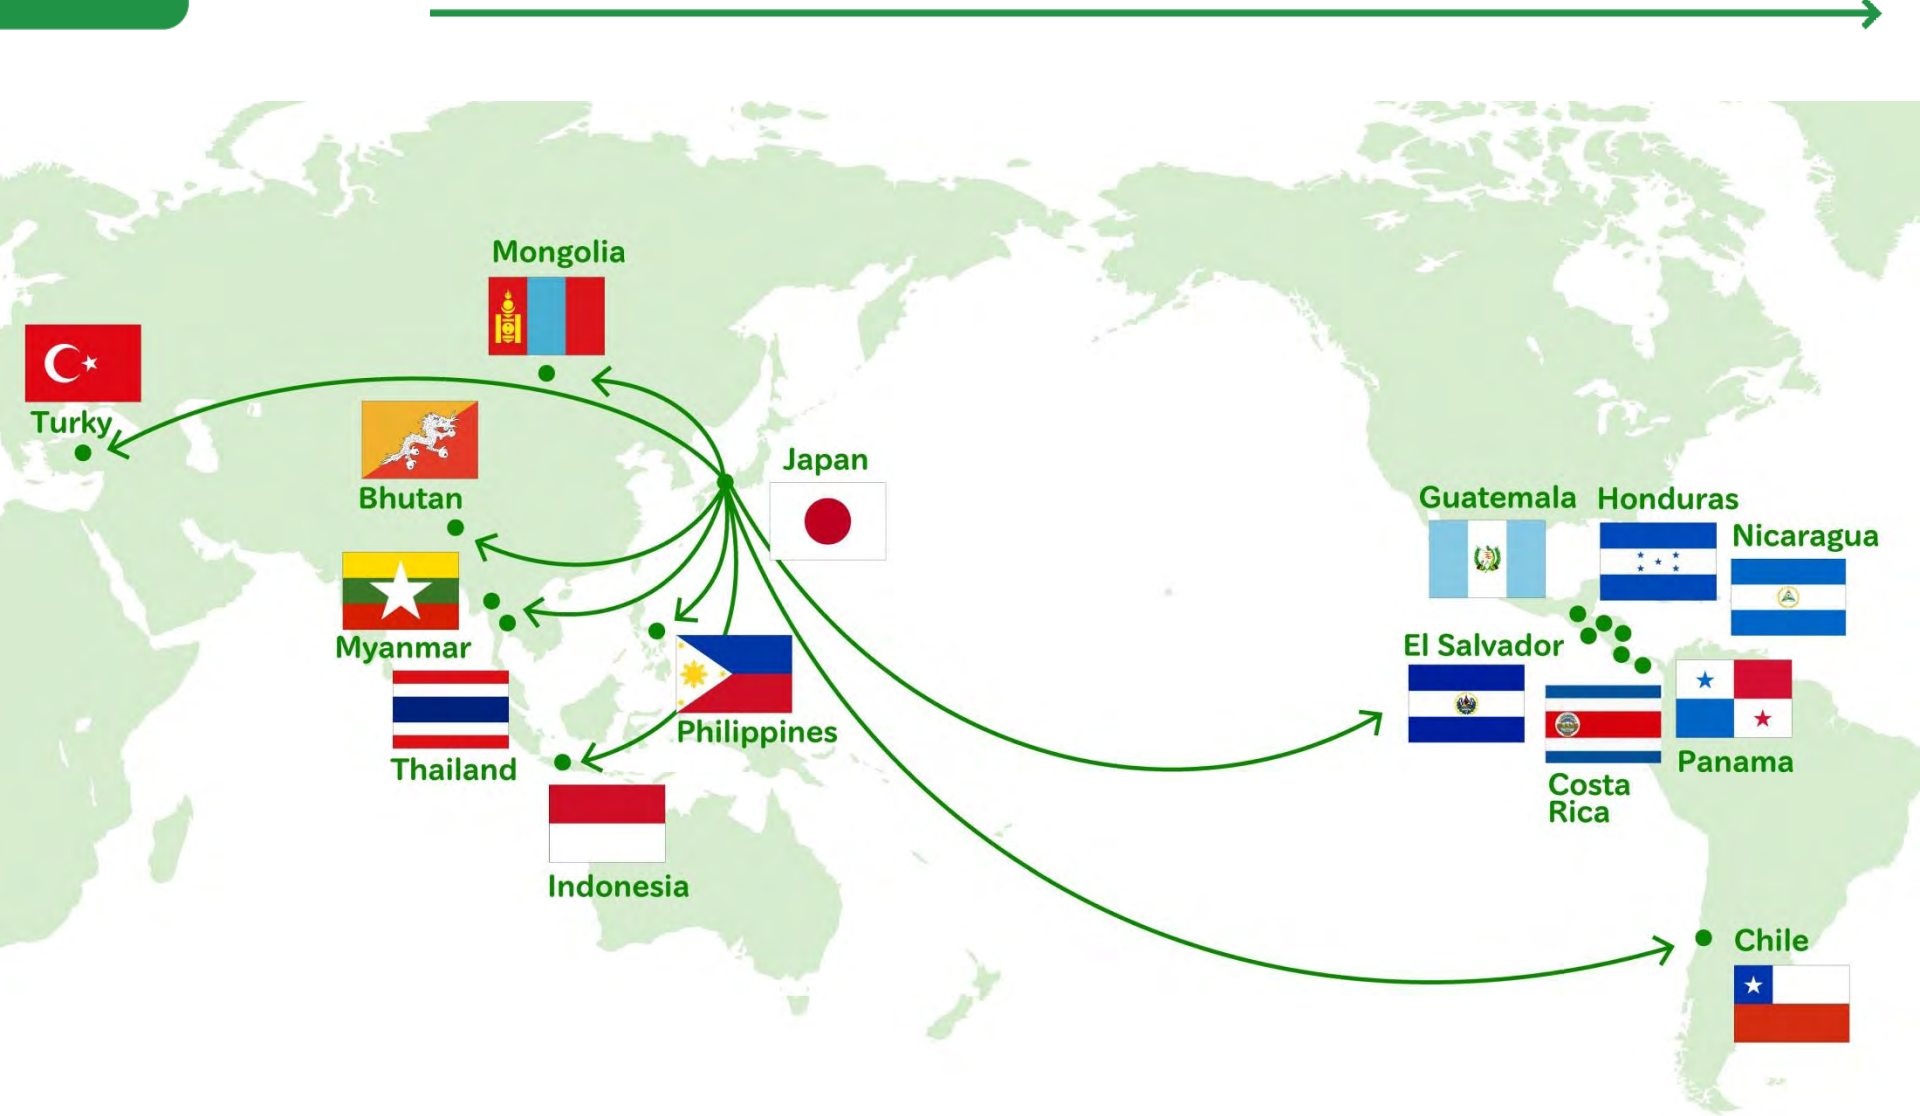 Mongolia
Turky
Bhutan
Japan
Guatemala
Honduras
Nicaragua
Myanmar
El Salvador
Philippines
Thailand
Panama
Costa
Rica
Indonesia
Chile